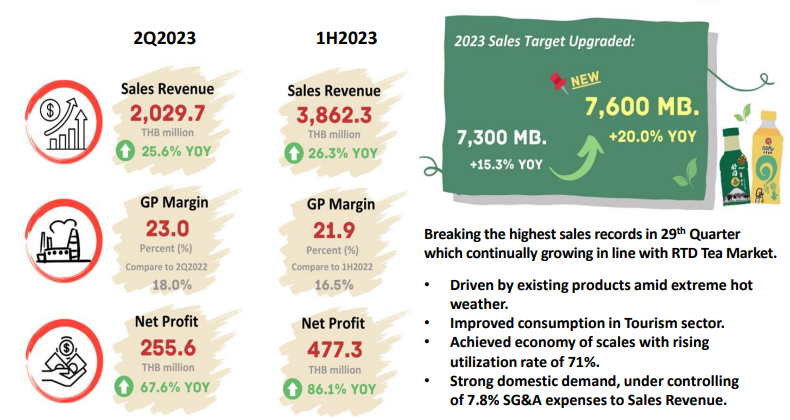 2Q2023
1H2023
Sales Revenue
2,029.7
THB million
25.6% YOY
Sales Revenue
3,862.3
THB million
26.3% YOY
GP Margin
23.0
Percent (%)
Compare to 2Q2022
18.0%
GP Margin
21.9
Percent (%)
Compare to 1H2022
16.5%
Net Profit
255.6
67.6% YOY
Net Profit
477.3
86.1% YOY
2023 Sales Target Upgraded:
NEW
7,600 MB.
+20.0% YOY
7,300 MB.
+15.3% YOY
Breaking the highest sales records in 29th Quarter
which continually growing in line with RTD Tea Market.
• Driven by existing products amid extreme hot
weather.
• Improved consumption in Tourism sector.
• Achieved economy of scales with rising
utilization rate of 71%.
• Strong domestic demand, under controlling
of 7.8% SG&A expenses to Sales Revenue.